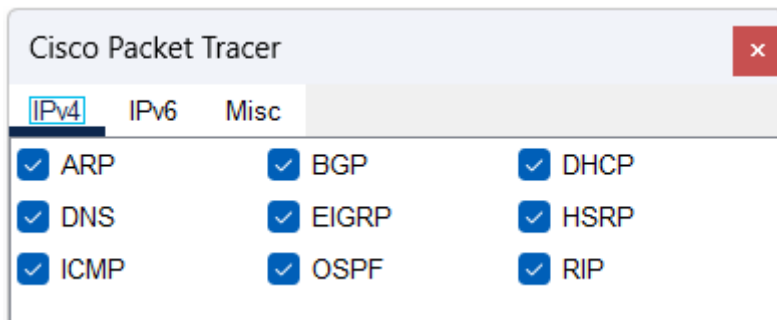 Cisco Packet Tracer
IPv4 IPv6 Misc
ARP BGP DHCP
DNS EIGRP HSRP
ICMP OSPF RIP